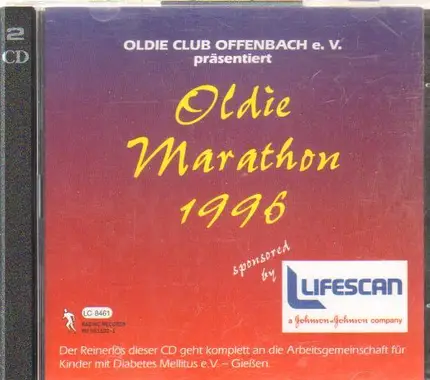 2
CD
OLDIE CLUB OFFENBACH e. V.
präsentiert
Oldie
Marathon
1996
sponsored
by
LIFESCAN
a Johnson+Johnson company
LC 8461
Der Reinerlös dieser CD geht komplett an die Arbeitsgemeinschaft für
Kinder mit Diabetes Mellitus e.V. – Gießen.